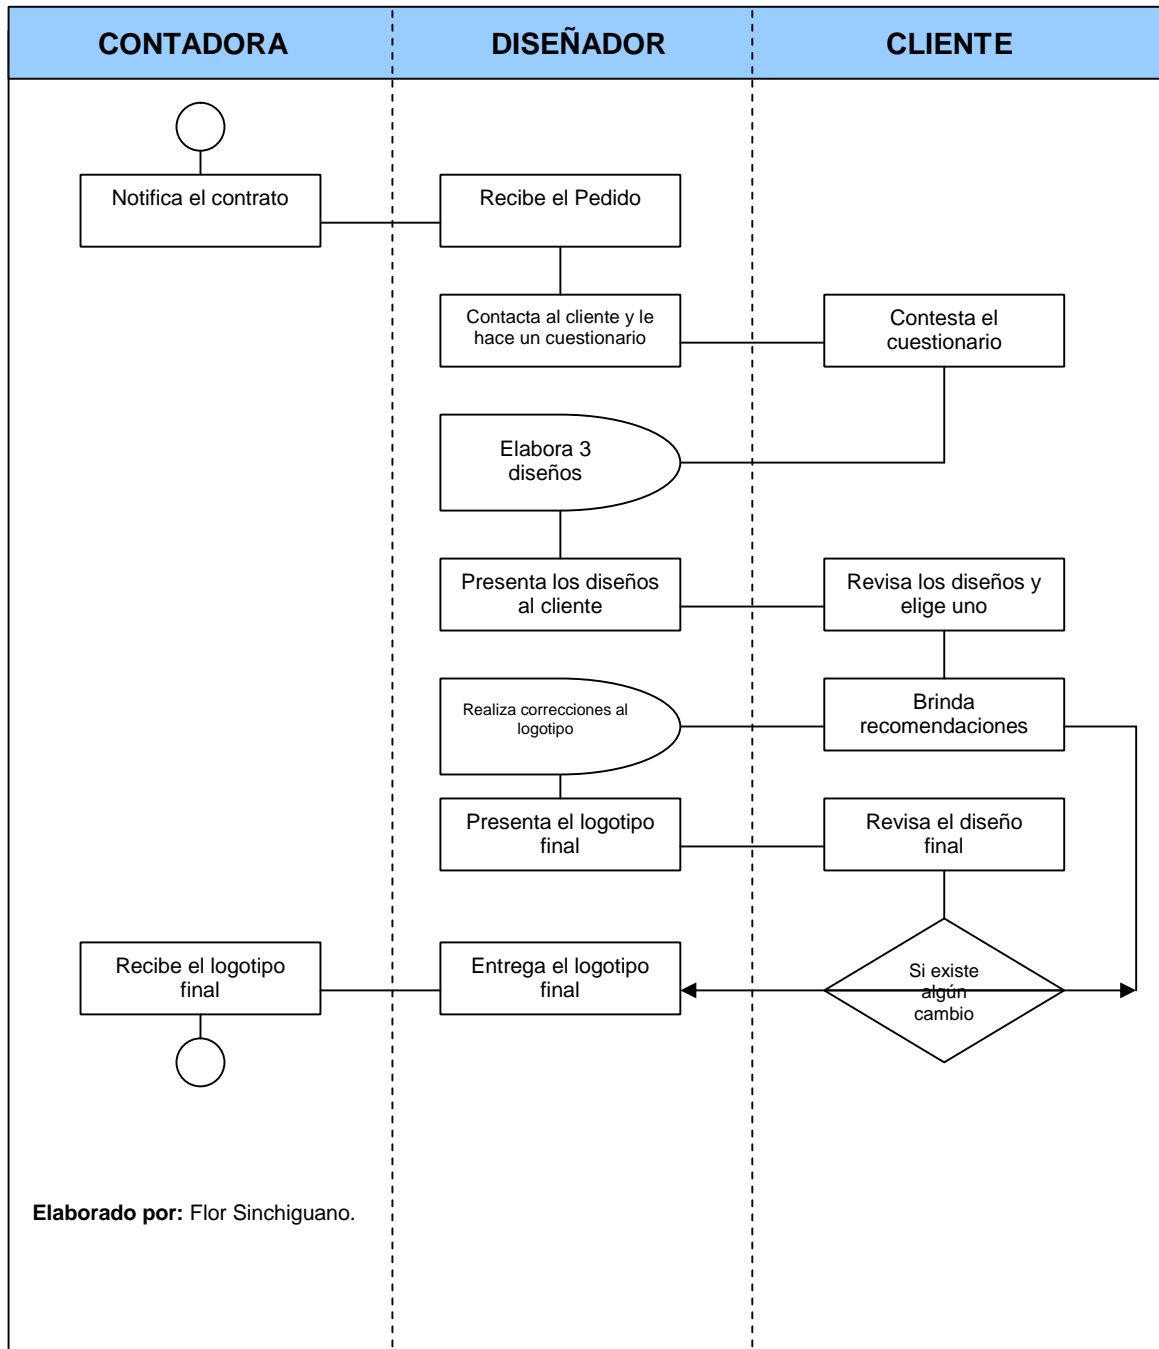 CONTADORA
DISEÑADOR
CLIENTE
Notifica el contrato
Recibe el Pedido
Contacta al cliente y le
hace un cuestionario
Contesta el
cuestionario
Elabora 3
diseños
Presenta los diseños
al cliente
Revisa los diseños y
elige uno
Realiza correcciones al
logotipo
Brinda
recomendaciones
Presenta el logotipo
final
Revisa el diseño
final
Recibe el logotipo
final
Entrega el logotipo
final
Si existe
algún
cambio
Elaborado por: Flor Sinchiguano.